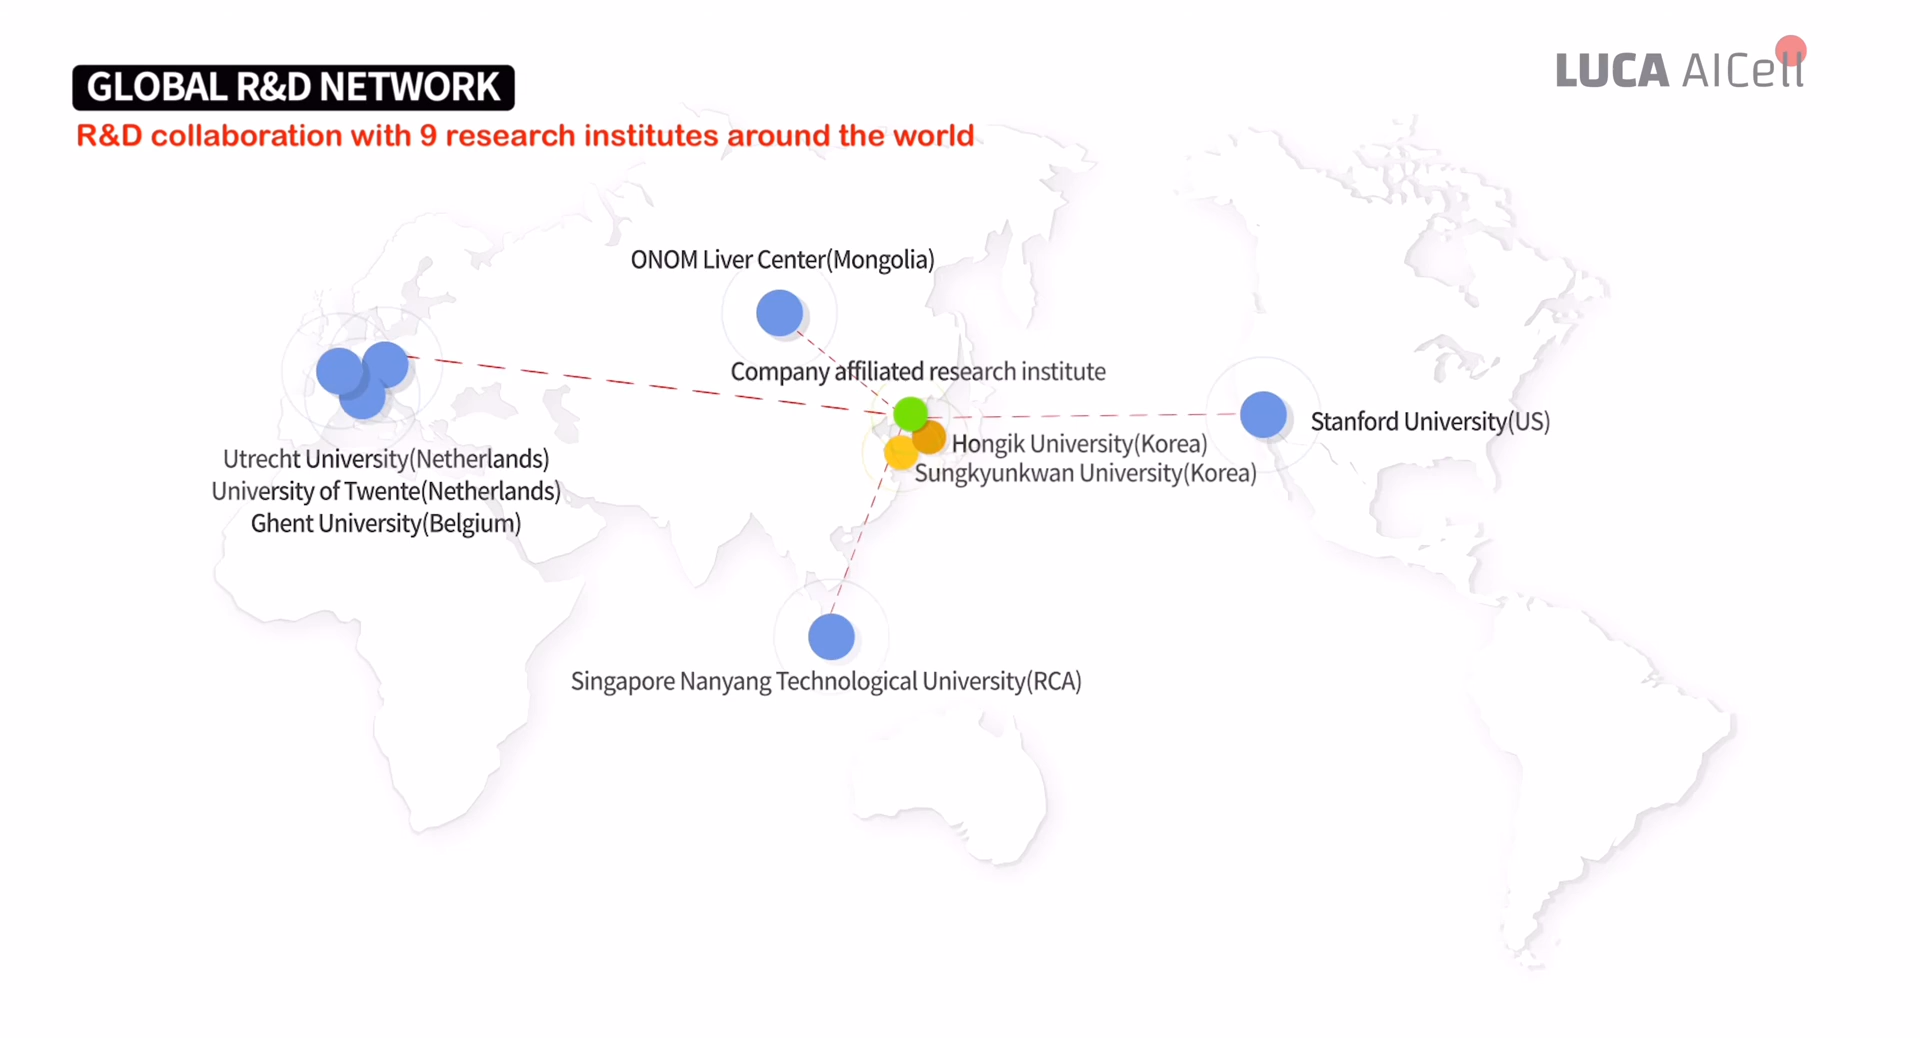 GLOBAL R&D NETWORK
LUCA AICell
R&D collaboration with 9 research institutes around the world
ONOM Liver Center(Mongolia)
Company affiliated research institute
Stanford University(US)
Hongik University(Korea)
Sungkyunkwan University(Korea)
Utrecht University(Netherlands)
University of Twente(Netherlands)
Ghent University(Belgium)
Singapore Nanyang Technological University(RCA)